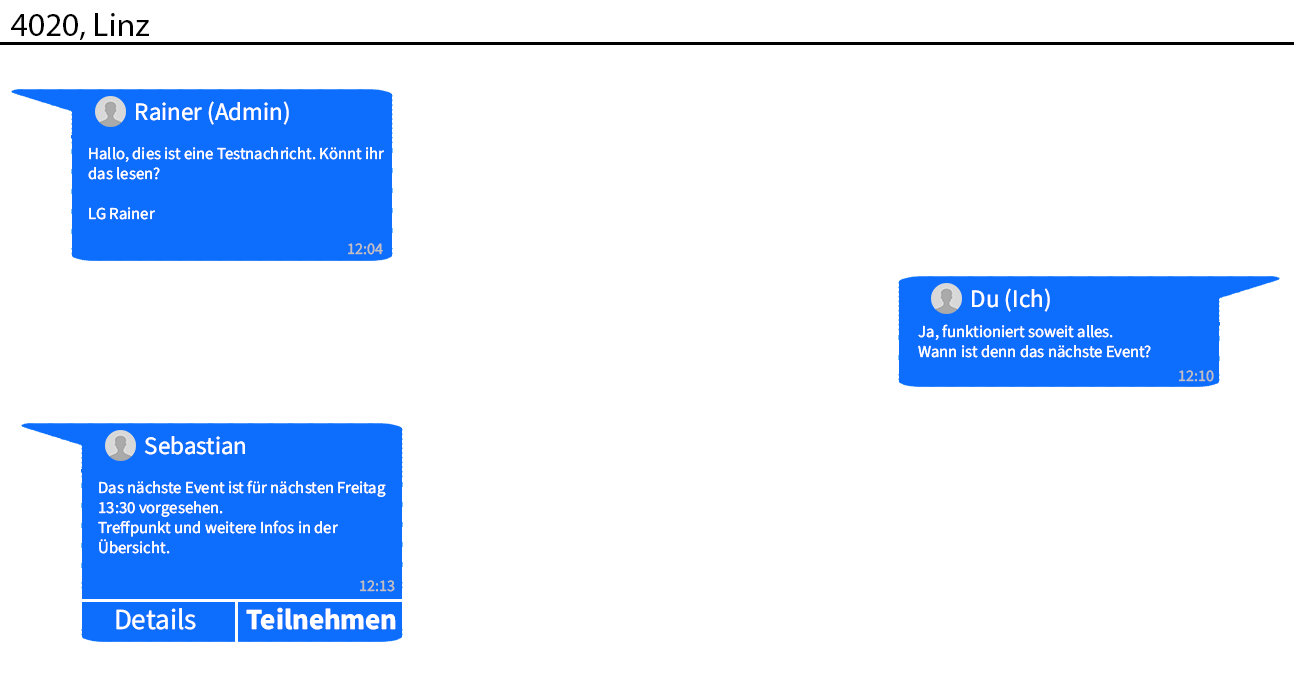 4020, Linz
Rainer (Admin)
Hallo, dies ist eine Testnachricht. Könnt ihr
das lesen?
LG Rainer
12:04
Du (Ich)
Ja, funktioniert soweit alles.
Wann ist denn das nächste Event?
12:10
Sebastian
Das nächste Event ist für nächsten Freitag
13:30 vorgesehen.
Treffpunkt und weitere Infos in der
Übersicht.
12:13
Details
Teilnehmen